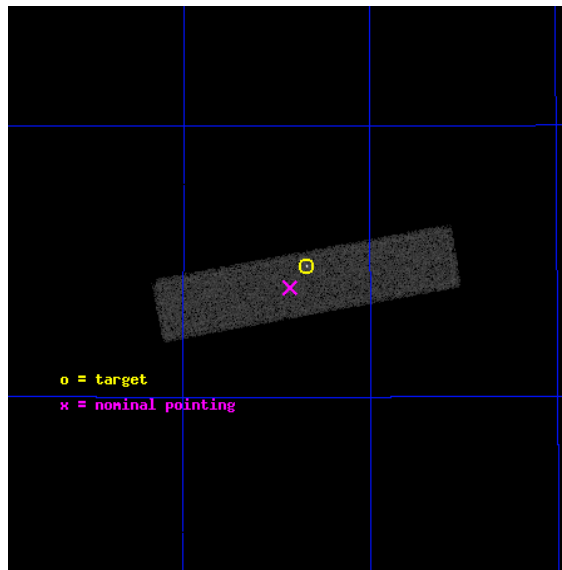 o = target
x = nominal pointing